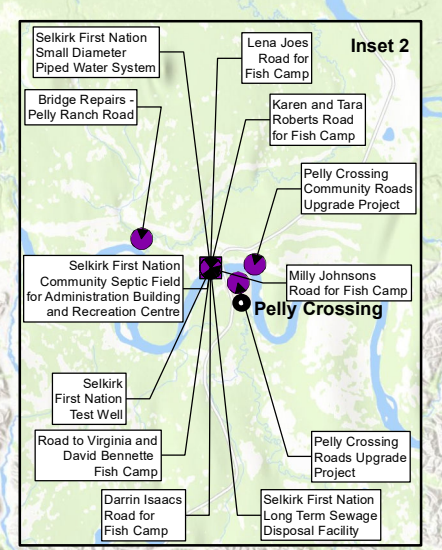 Selkirk First Nation
Small Diameter
Piped Water System
Lena Joes
Road for
Fish Camp
Inset 2
Bridge Repairs -
Pelly Ranch Road
Karen and Tara
Roberts Road
for Fish Camp
Pelly Crossing
Community Roads
Upgrade Project
Selkirk First Nation
Community Septic Field
for Administration Building
and Recreation Centre
Milly Johnsons
Road for Fish Camp
Pelly Crossing
Selkirk
First Nation
Test Well
Road to Virginia and
David Bennette
Fish Camp
Pelly Crossing
Roads Upgrade
Project
Darrin Isaacs
Road for
Fish Camp
Selkirk First Nation
Long Term Sewage
Disposal Facility